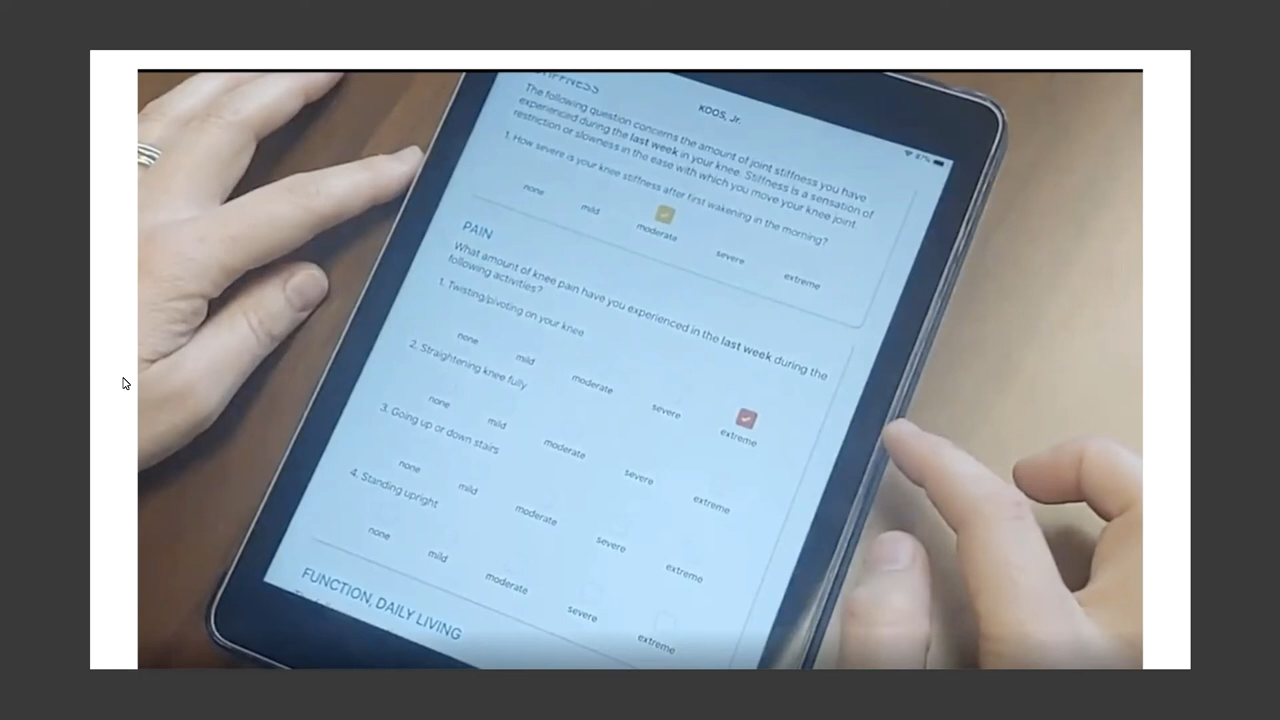 KOOS, Jr.
87%
STIFFNESS
The following question concerns the amount of joint stiffness you have
experienced during the last week in your knee. Stiffness is a sensation of
restriction or slowness in the ease with which you move your knee joint.
1. How severe is your knee stiffness after first wakening in the morning?
none mild moderate severe extreme
PAIN
What amount of knee pain have you experienced in the last week during the
following activities?
1. Twisting/pivoting on your knee
none mild moderate severe extreme
2. Straightening knee fully
none mild moderate severe extreme
3. Going up or down stairs
none mild moderate severe extreme
4. Standing upright
none mild moderate severe extreme
FUNCTION, DAILY LIVING